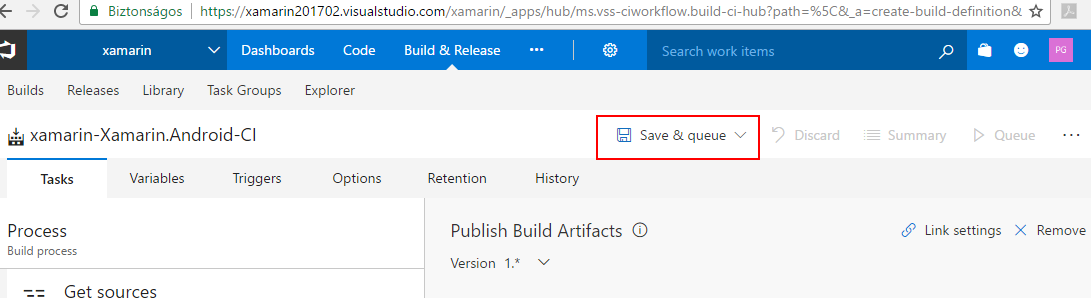 Biztonságos https://xamarin201702.visualstudio.com/xamarin/_apps/hub/ms.vss-ciworkflow.build-ci-hub?path=%5C&_a=create-build-definition&
xamarin Dashboards Code Build & Release ... Search work items PG
Builds Releases Library Task Groups Explorer
xamarin-Xamarin.Android-CI Save & queue Discard Summary Queue ...
Tasks Variables Triggers Options Retention History
Process
Build process
Get sources
Publish Build Artifacts Link settings Remove
Version 1.*